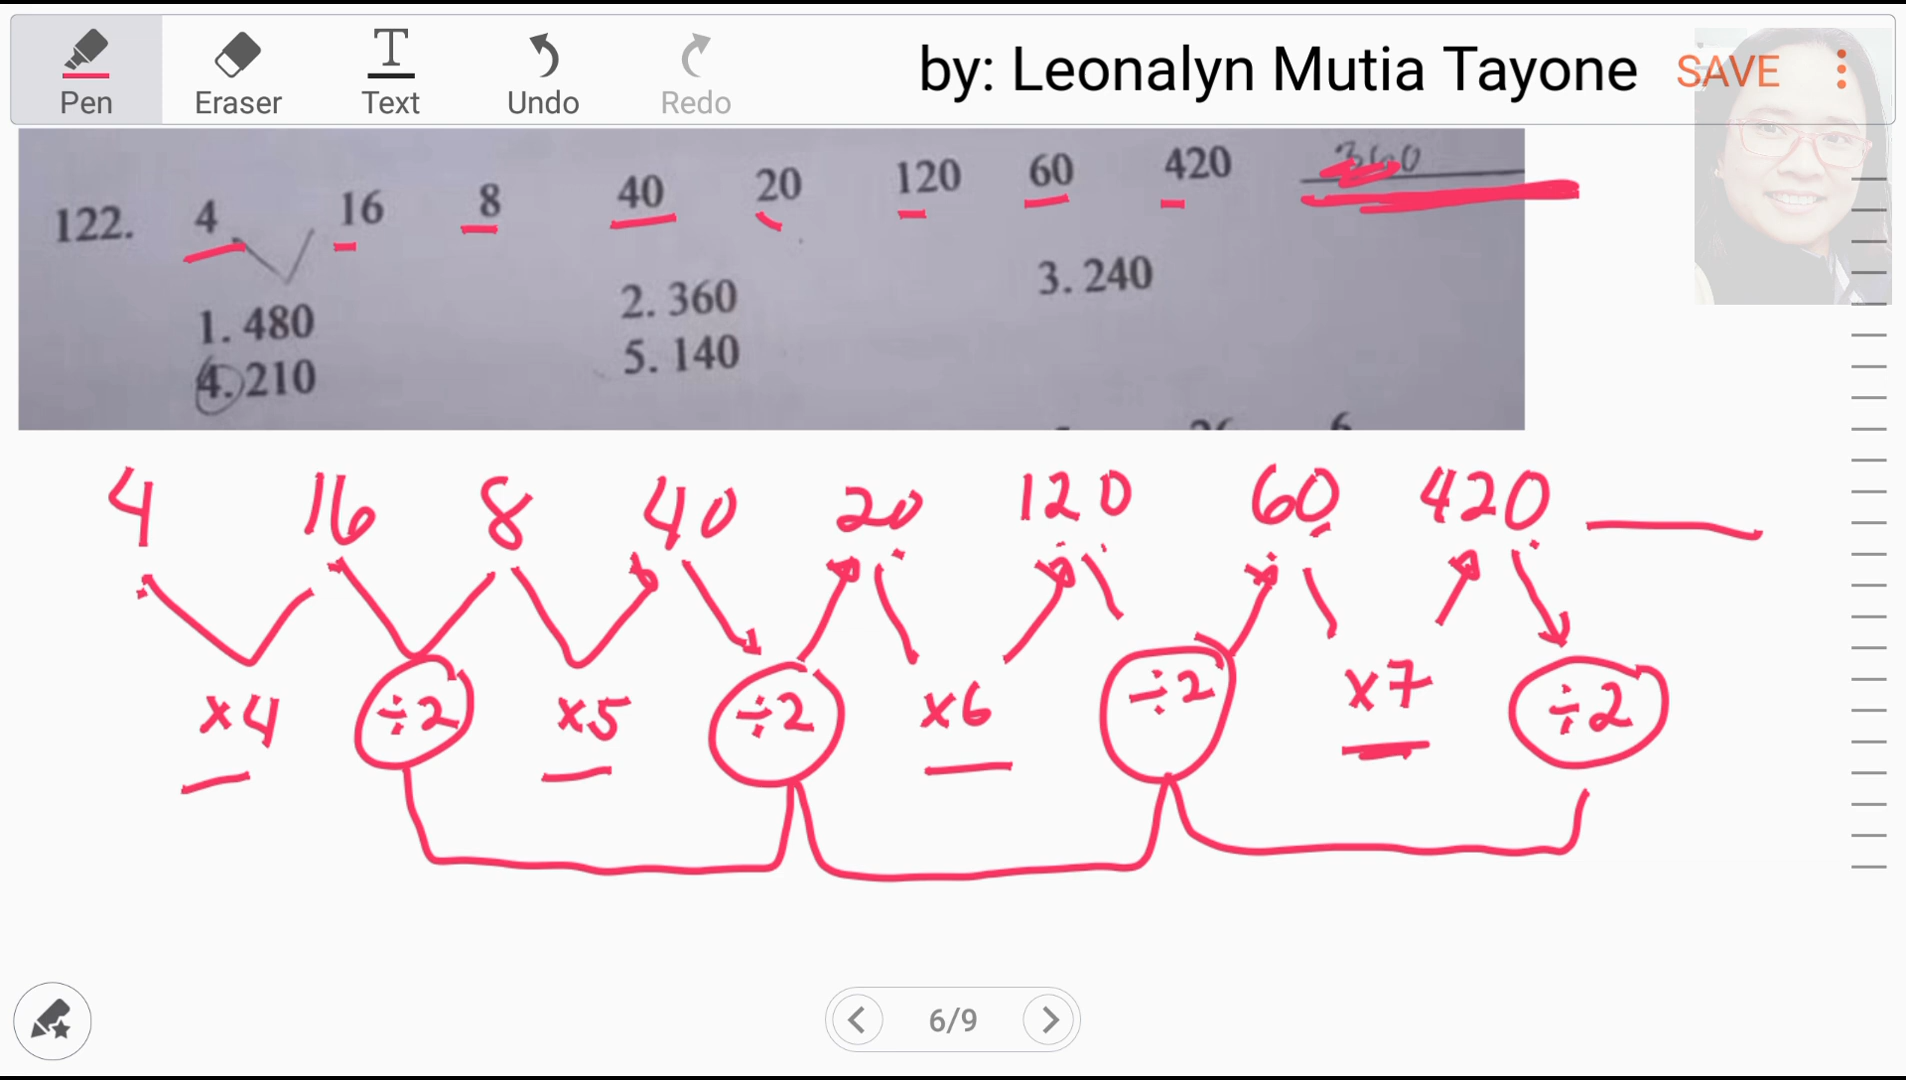 Pen Eraser Text Undo Redo by: Leonalyn Mutia Tayone SAVE
122. 4 16 8 40 20 120 60 420
1. 480 2. 360 3. 240
4. 210 5. 140
4 16 8 40 20 120 60 420
×4 ÷2 ×5 ÷2 ×6 ÷2 ×7 ÷2
6/9